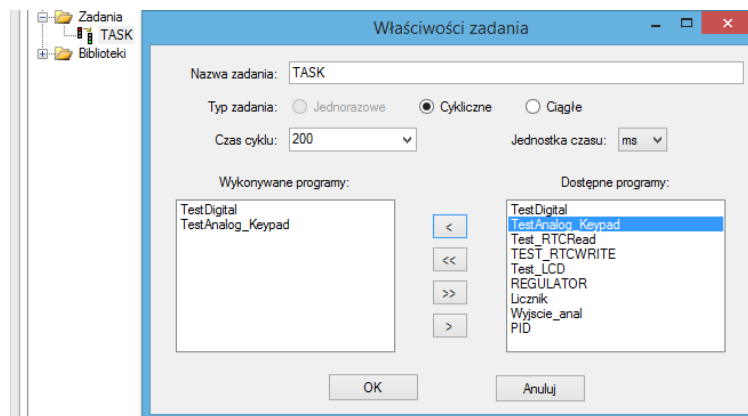 Zadania
TASK
Biblioteki
Właściwości zadania
Nazwa zadania: TASK
Typ zadania: Jednorazowe Cykliczne Ciągłe
Czas cyklu: 200 Jednostka czasu: ms
Wykonywane programy:
TestDigital
TestAnalog_Keypad
<
<<
>>
>
Dostępne programy:
TestDigital
TestAnalog_Keypad
Test_RTCRead
TEST_RTCWRITE
Test_LCD
REGULATOR
Licznik
Wyjscie_anal
PID
OK Anuluj